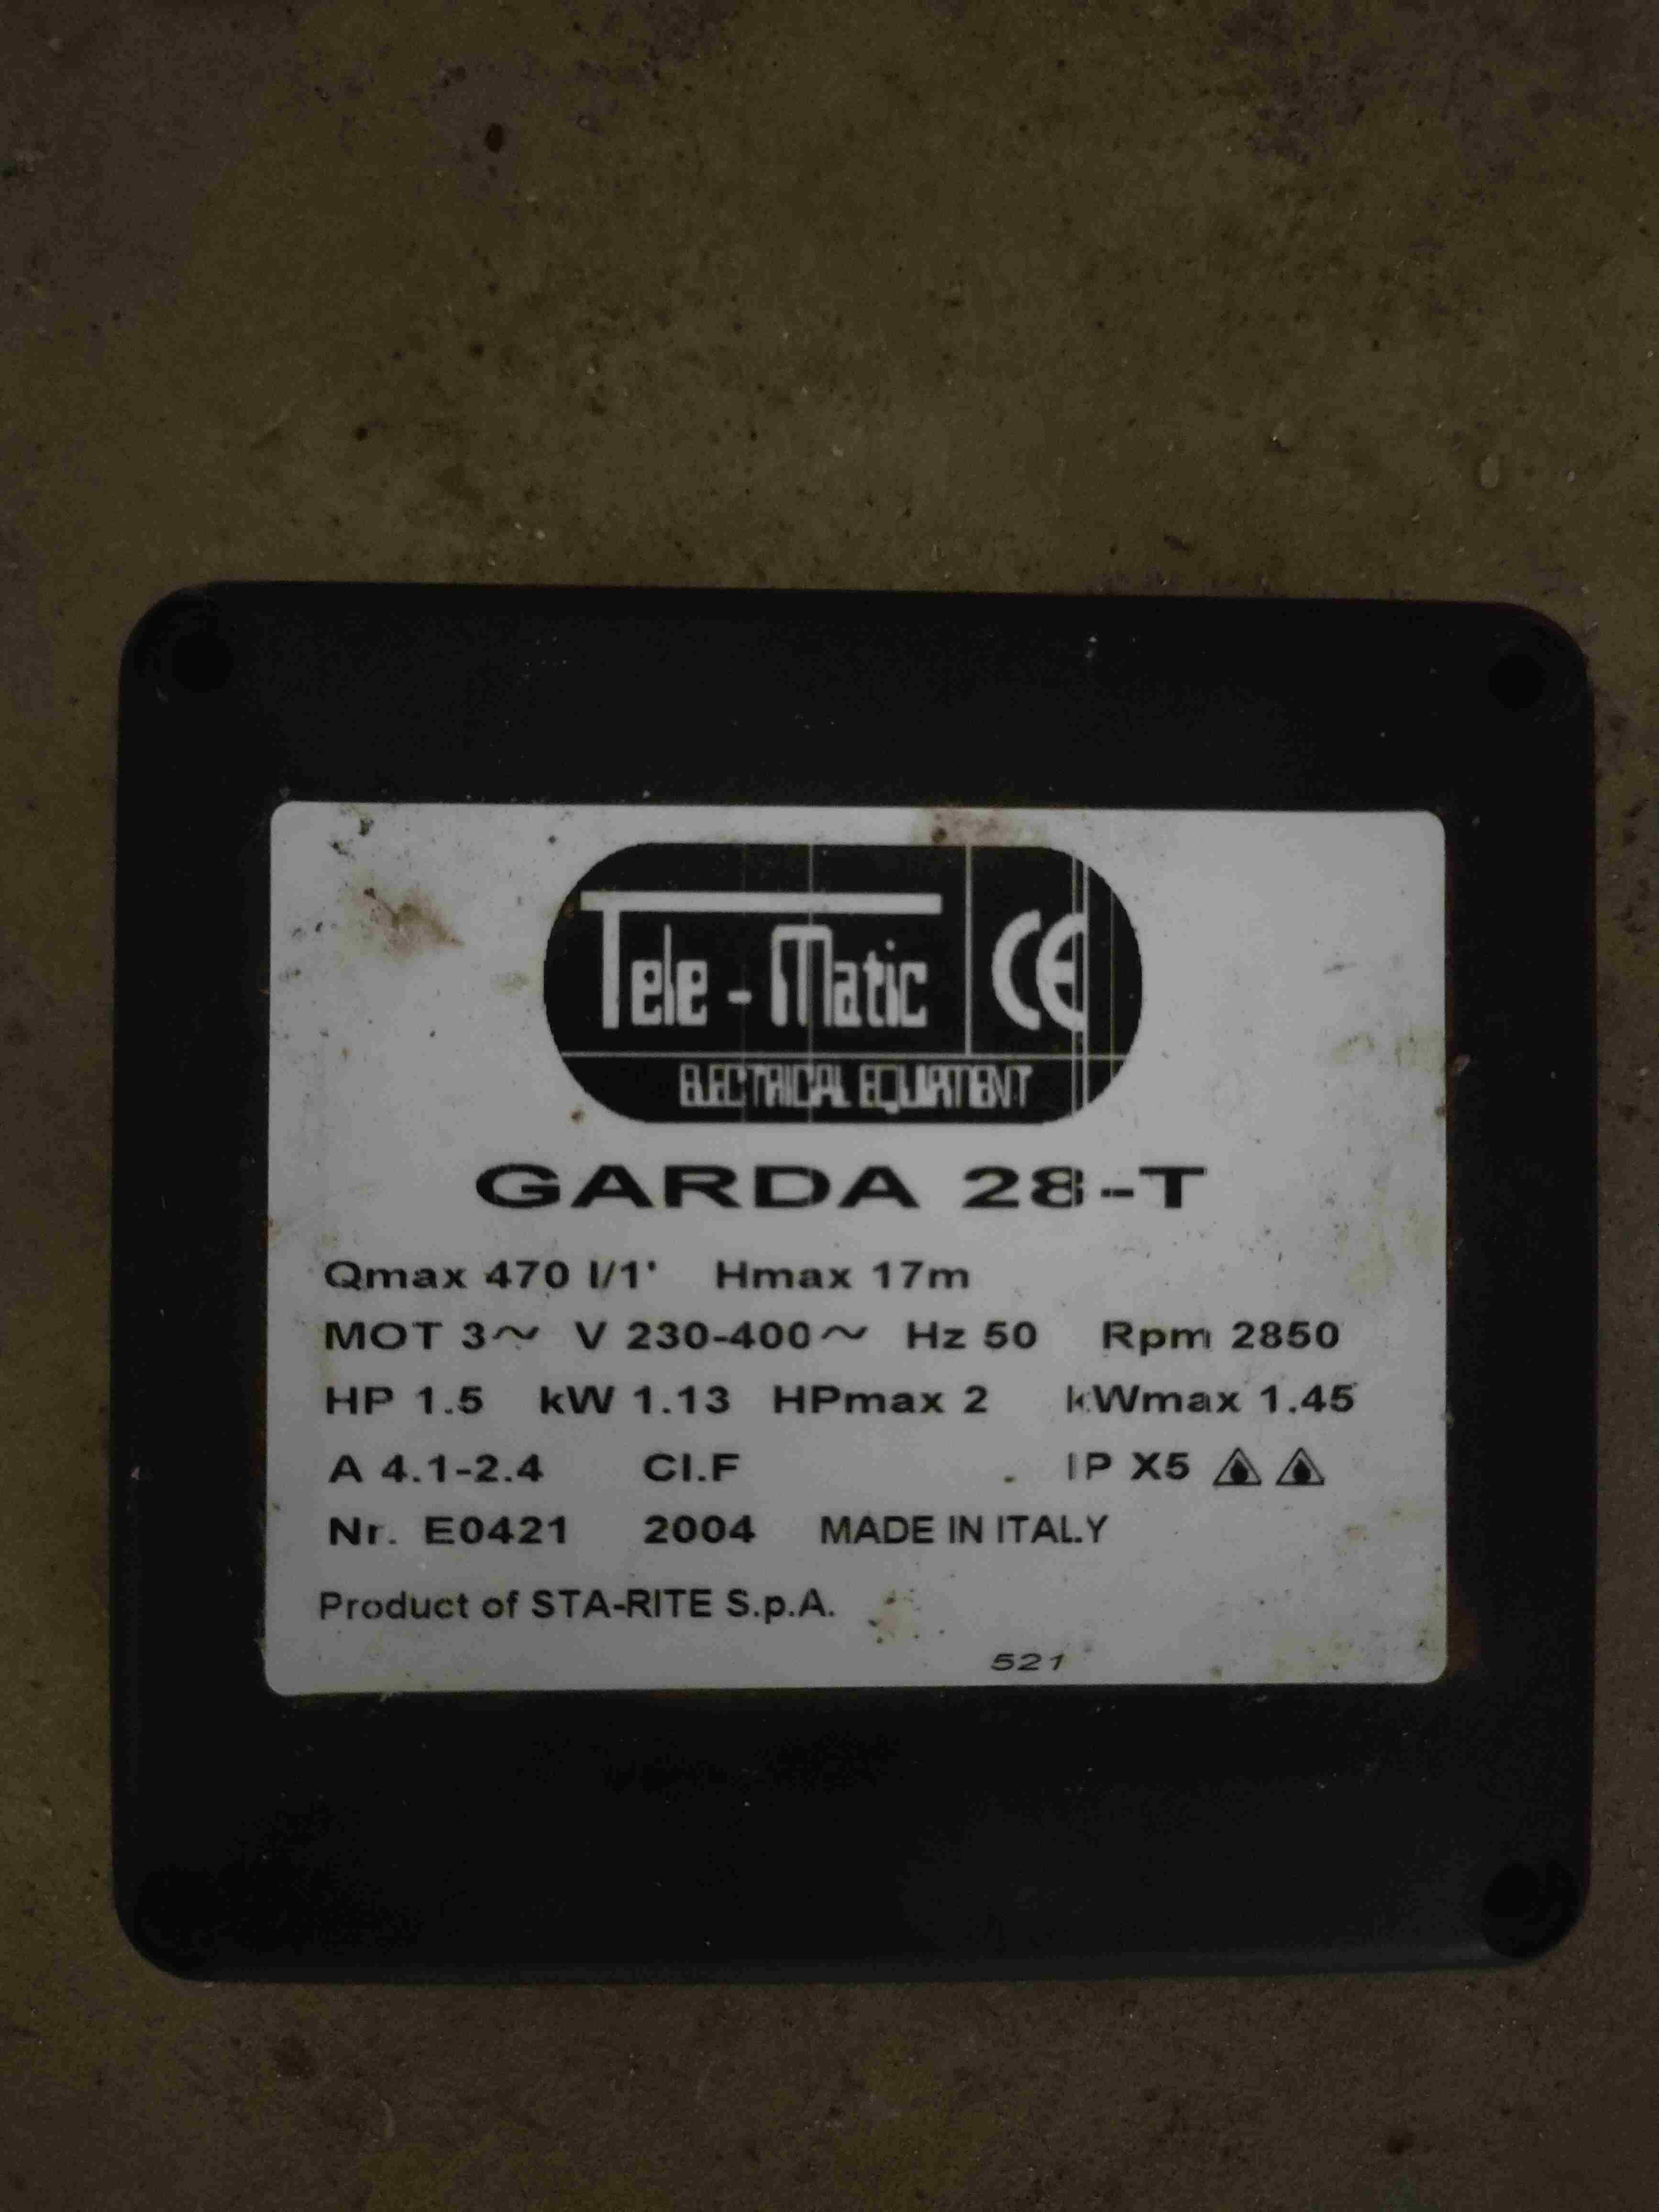 Tele-Matic CE
ELECTRICAL EQUIPMENT
GARDA 28-T
Qmax 470 l/1' Hmax 17m
MOT 3~ V 230-400~ Hz 50 Rpm 2850
HP 1.5 kW 1.13 HPmax 2 kWmax 1.45
A 4.1-2.4 Cl.F IP X5
Nr. E0421 2004 MADE IN ITALY
Product of STA-RITE S.p.A.
521